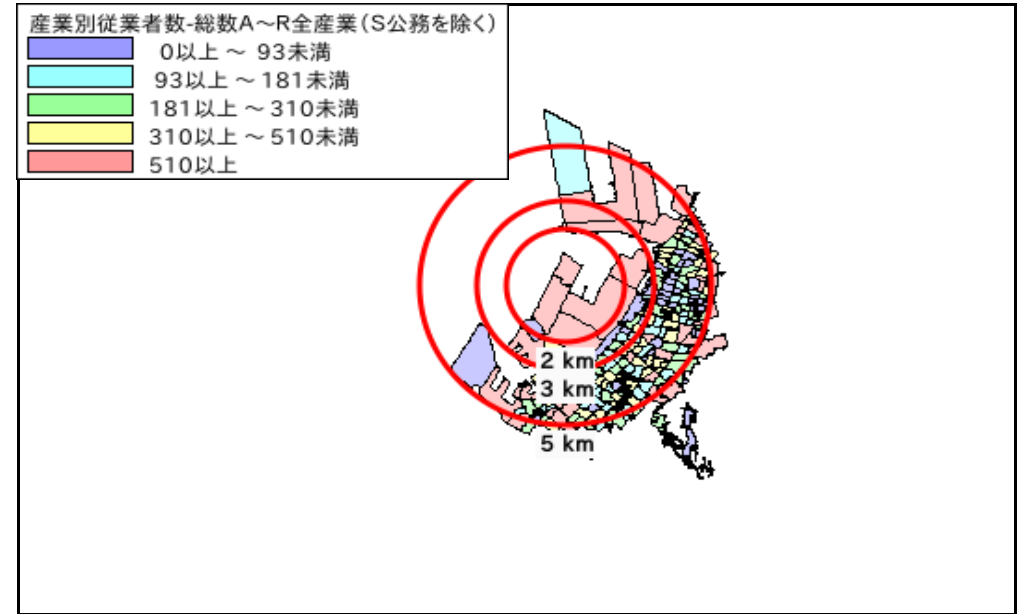 産業別従業者数-総数A～R全産業(S公務を除く)
0以上 ～ 93未満
93以上 ～ 181未満
181以上 ～ 310未満
310以上 ～ 510未満
510以上
2 km
3 km
5 km